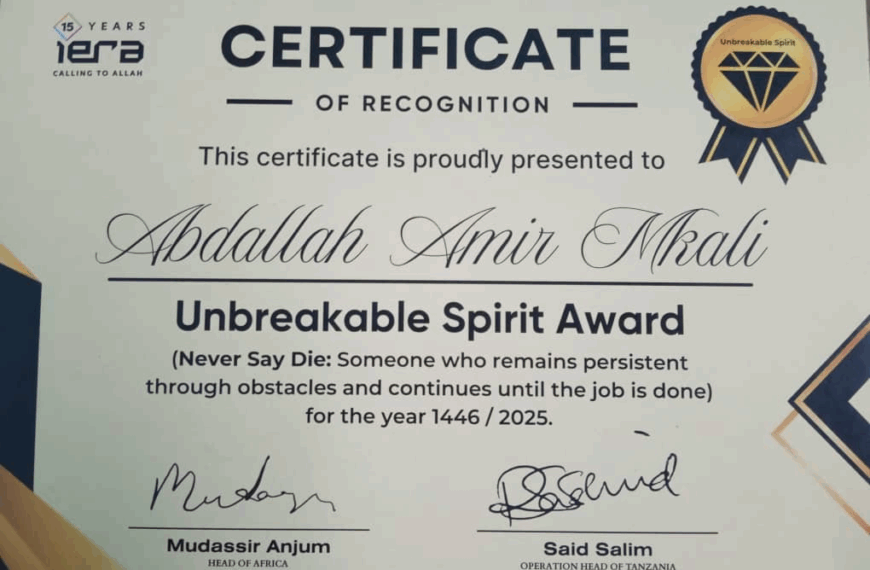 15 YEARS
iera
CALLING TO ALLAH
CERTIFICATE
OF RECOGNITION
Unbreakable Spirit
This certificate is proudly presented to
Abdallah Amir Mkali
Unbreakable Spirit Award
(Never Say Die: Someone who remains persistent
through obstacles and continues until the job is done)
for the year 1446 / 2025.
Mudassir Anjum
HEAD OF AFRICA
Said Salim
OPERATION HEAD OF TANZANIA